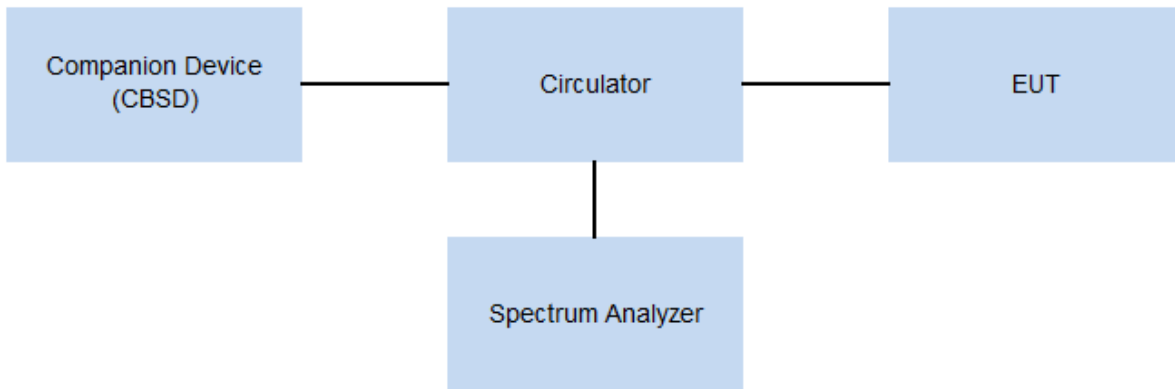 Companion Device
(CBSD)
Circulator
EUT
Spectrum Analyzer